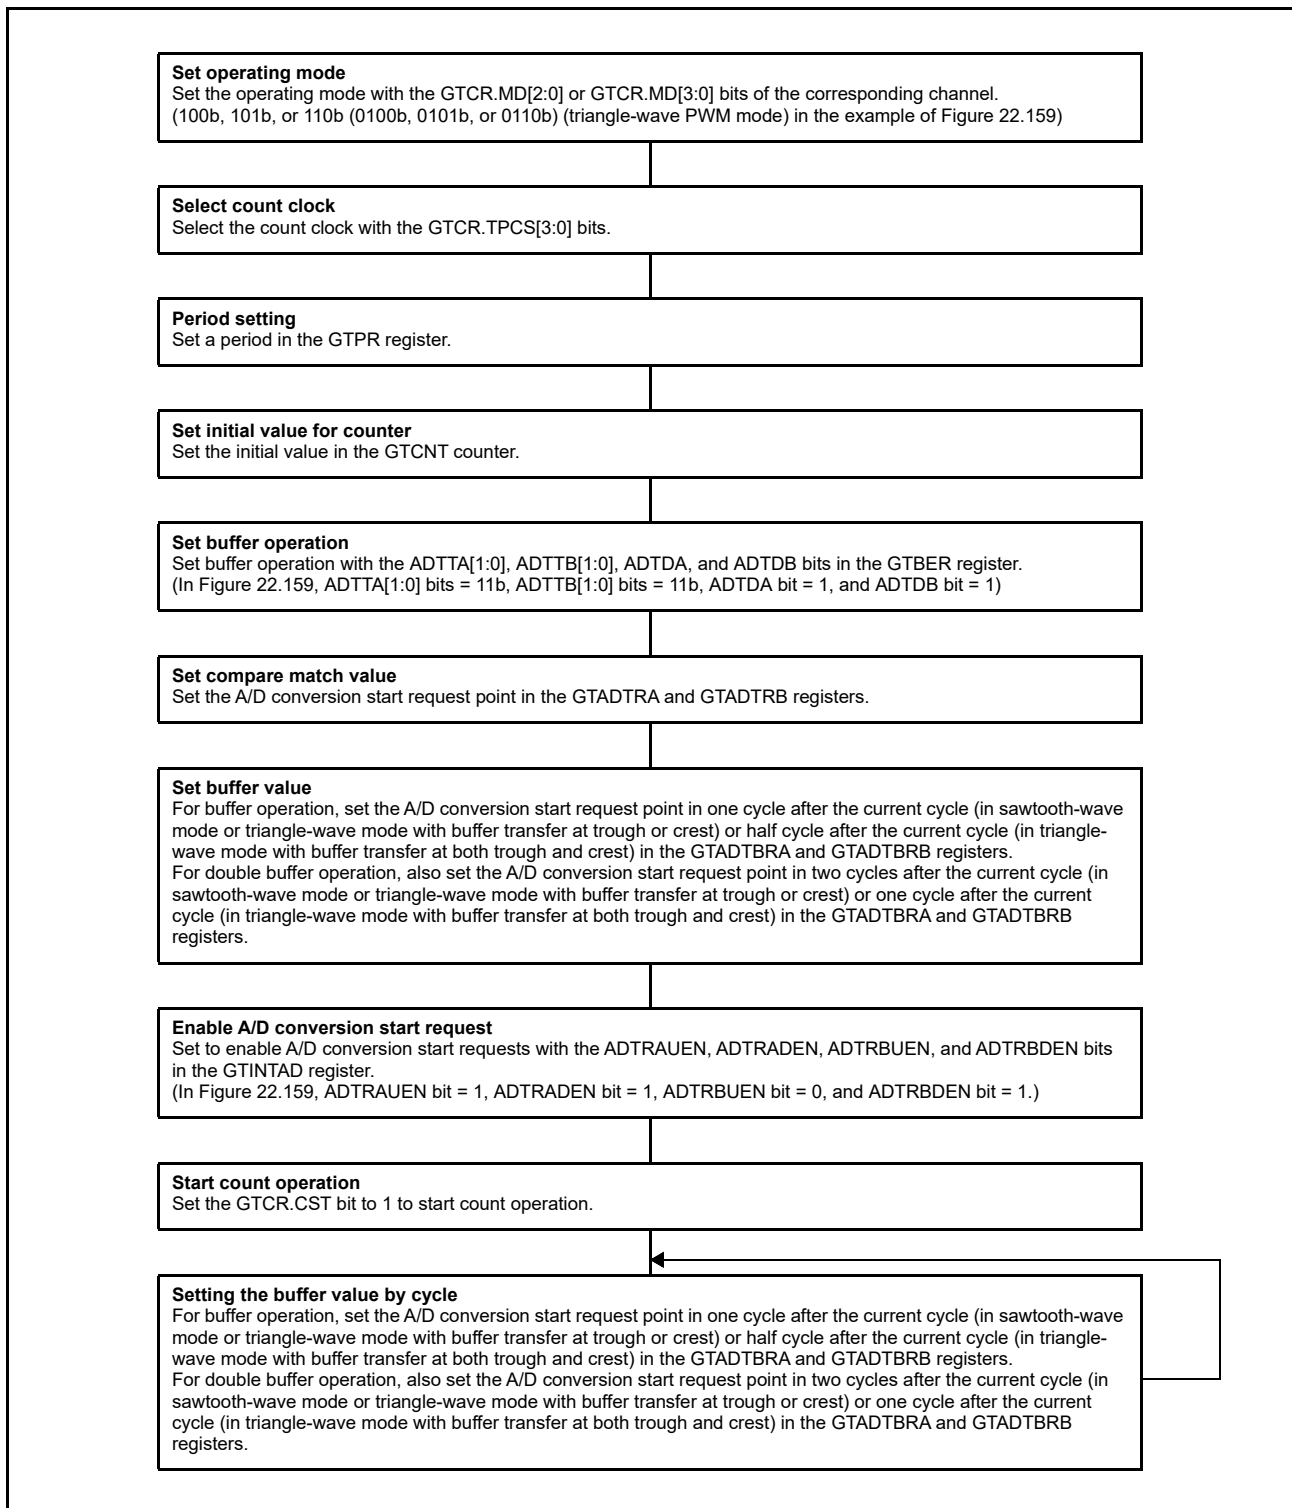 Set operating mode
Set the operating mode with the GTCR.MD[2:0] or GTCR.MD[3:0] bits of the corresponding channel.
(100b, 101b, or 110b (0100b, 0101b, or 0110b) (triangle-wave PWM mode) in the example of Figure 22.159)
Select count clock
Select the count clock with the GTCR.TPCS[3:0] bits.
Period setting
Set a period in the GTPR register.
Set initial value for counter
Set the initial value in the GTCNT counter.
Set buffer operation
Set buffer operation with the ADTTA[1:0], ADTTB[1:0], ADTDA, and ADTDB bits in the GTBER register.
(In Figure 22.159, ADTTA[1:0] bits = 11b, ADTTB[1:0] bits = 11b, ADTDA bit = 1, and ADTDB bit = 1)
Set compare match value
Set the A/D conversion start request point in the GTADTRA and GTADTRB registers.
Set buffer value
For buffer operation, set the A/D conversion start request point in one cycle after the current cycle (in sawtooth-wave
mode or triangle-wave mode with buffer transfer at trough or crest) or half cycle after the current cycle (in triangle-
wave mode with buffer transfer at both trough and crest) in the GTADTBRA and GTADTBRB registers.
For double buffer operation, also set the A/D conversion start request point in two cycles after the current cycle (in
sawtooth-wave mode or triangle-wave mode with buffer transfer at trough or crest) or one cycle after the current
cycle (in triangle-wave mode with buffer transfer at both trough and crest) in the GTADTBRA and GTADTBRB
registers.
Enable A/D conversion start request
Set to enable A/D conversion start requests with the ADTRAUEN, ADTRADEN, ADTRBUEN, and ADTRBDEN bits
in the GTINTAD register.
(In Figure 22.159, ADTRAUEN bit = 1, ADTRADEN bit = 1, ADTRBUEN bit = 0, and ADTRBDEN bit = 1.)
Start count operation
Set the GTCR.CST bit to 1 to start count operation.
Setting the buffer value by cycle
For buffer operation, set the A/D conversion start request point in one cycle after the current cycle (in sawtooth-wave
mode or triangle-wave mode with buffer transfer at trough or crest) or half cycle after the current cycle (in triangle-
wave mode with buffer transfer at both trough and crest) in the GTADTBRA and GTADTBRB registers.
For double buffer operation, also set the A/D conversion start request point in two cycles after the current cycle (in
sawtooth-wave mode or triangle-wave mode with buffer transfer at trough or crest) or one cycle after the current
cycle (in triangle-wave mode with buffer transfer at both trough and crest) in the GTADTBRA and GTADTBRB
registers.